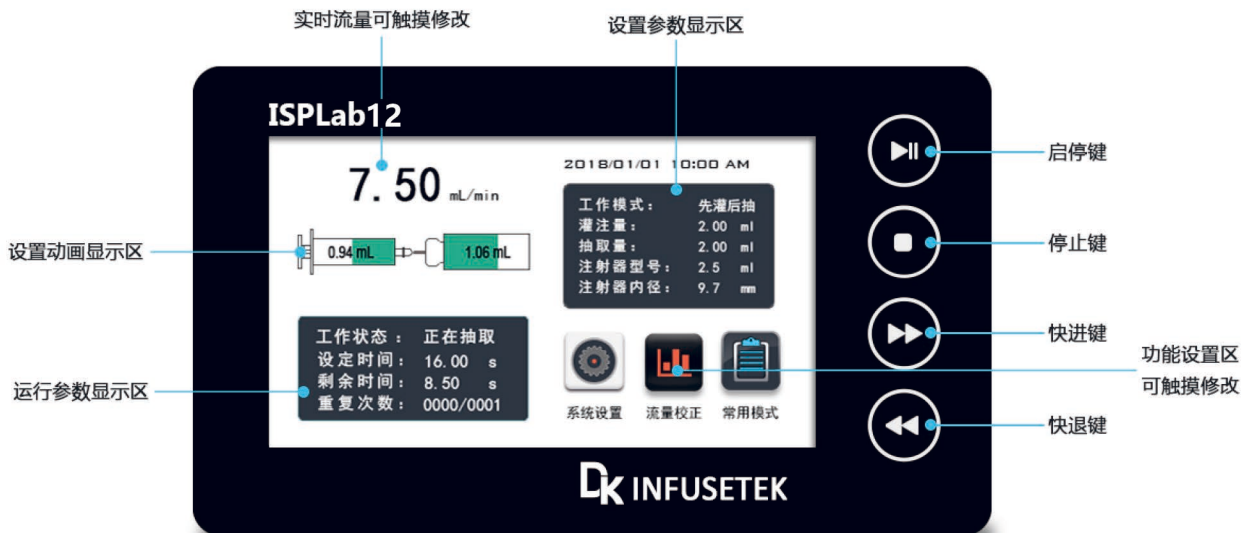 实时流量可触摸修改
设置参数显示区
ISPLab12
7.50 mL/min
2018/01/01 10:00 AM
工作模式： 先灌后抽
灌注量： 2.00 ml
抽取量： 2.00 ml
注射器型号： 2.5 ml
注射器内径： 9.7 mm
设置动画显示区
0.94 mL
1.06 mL
运行参数显示区
工作状态： 正在抽取
设定时间： 16.00 s
剩余时间： 8.50 s
重复次数： 0000/0001
系统设置
流量校正
常用模式
启停键
停止键
快进键
功能设置区
可触摸修改
快退键
DK INFUSETEK